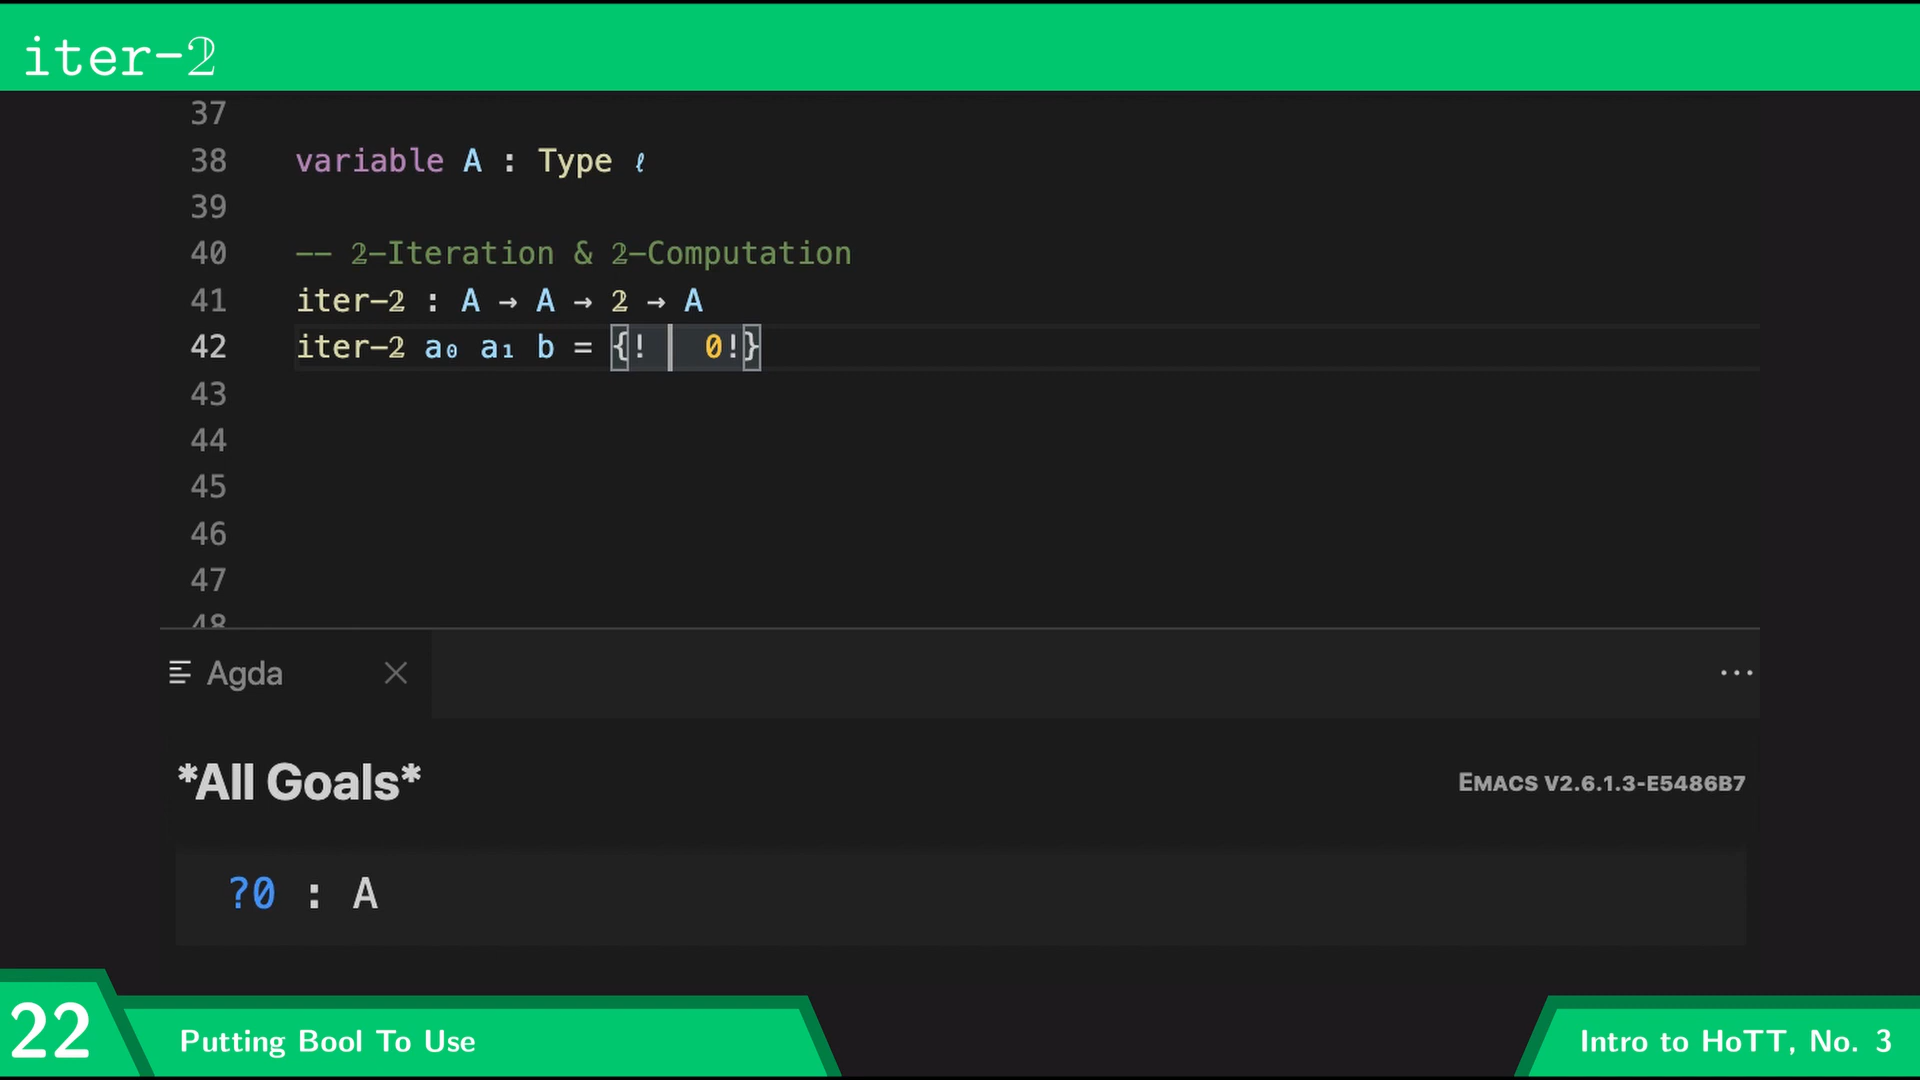 iter-𝟚
37
38 variable A : Type ℓ
39
40 -- 𝟚-Iteration & 𝟚-Computation
41 iter-𝟚 : A → A → 𝟚 → A
42 iter-𝟚 a₀ a₁ b = {!   0!}
43
44
45
46
47
48
Agda
*All Goals*
EMACS V2.6.1.3-E5486B7
?0 : A
22 Putting Bool To Use
Intro to HoTT, No. 3